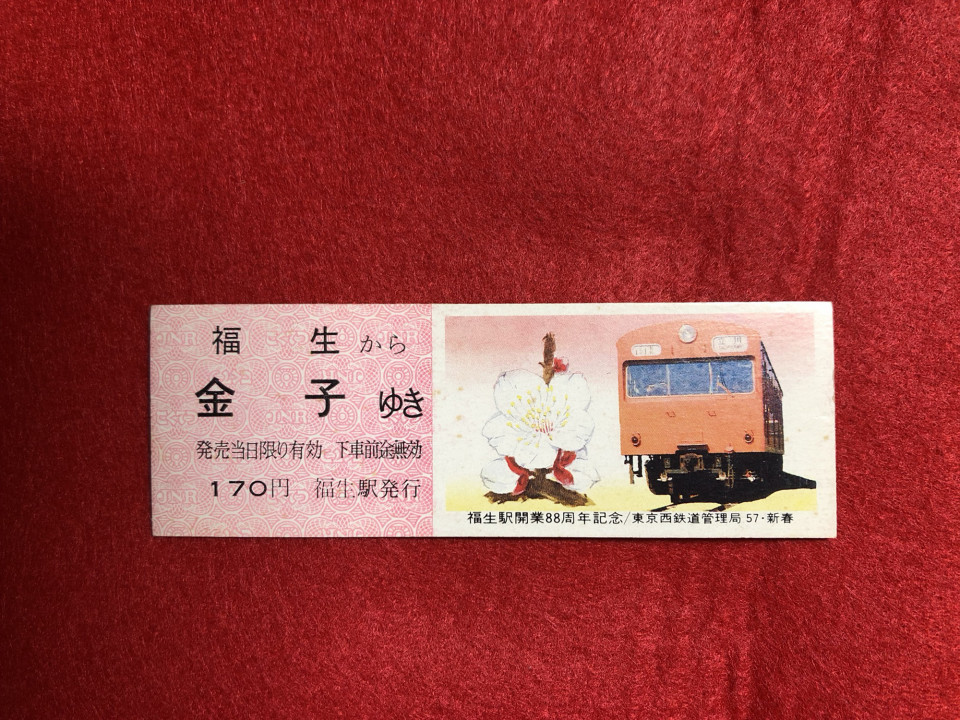 福生から
金子ゆき
発売当日限り有効 下車前途無効
170円 福生駅発行
福生駅開業88周年記念/東京西鉄道管理局 57・新春